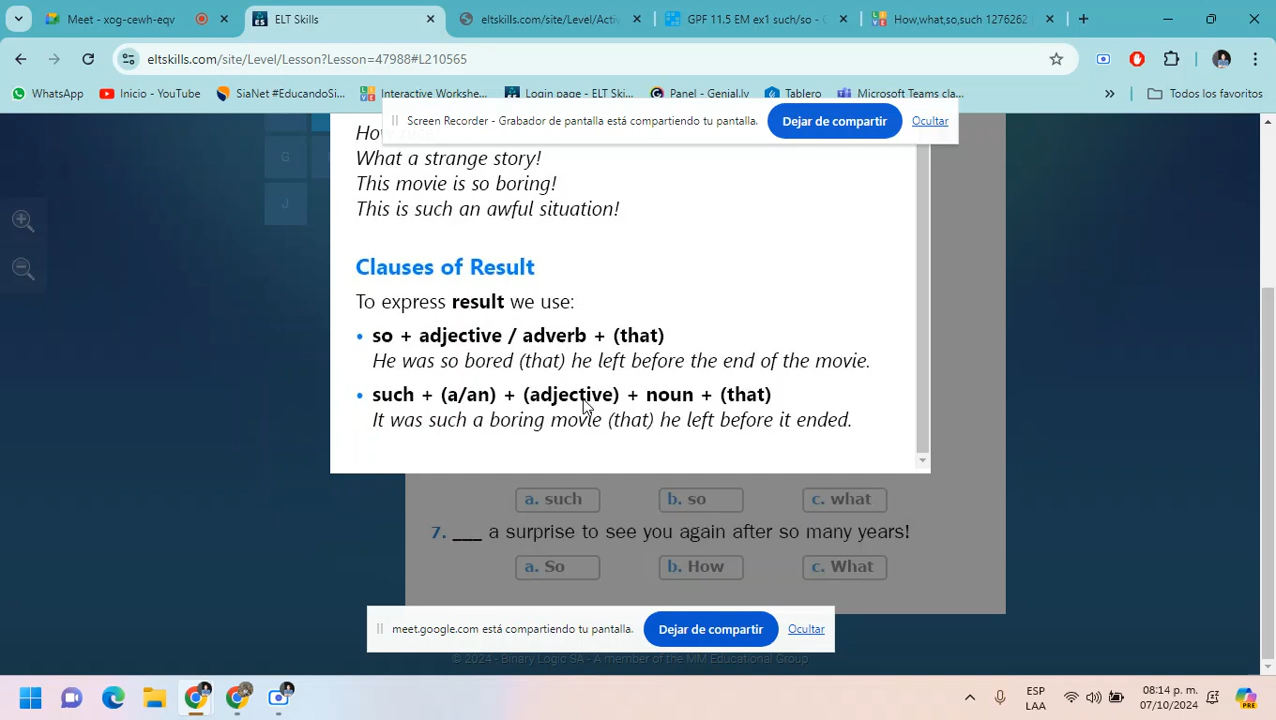 Meet - xog-cewh-eqv
ELT Skills
eltskills.com/site/Level/Activ
GPF 11.5 EM ex1 such/so - 
How,what,so,such 1276262 |
eltskills.com/site/Level/Lesson?Lesson=47988#L210565
WhatsApp
Inicio - YouTube
SiaNet #EducandoSi...
Interactive Workshe...
Login page - ELT Ski...
Panel - Genial.ly
Tablero
Microsoft Teams cla...
Todos los favoritos
Screen Recorder - Grabador de pantalla está compartiendo tu pantalla.
Dejar de compartir
Ocultar
What a strange story!
This movie is so boring!
This is such an awful situation!
G
J
Clauses of Result
To express result we use:
• so + adjective / adverb + (that)
He was so bored (that) he left before the end of the movie.
• such + (a/an) + (adjective) + noun + (that)
It was such a boring movie (that) he left before it ended.
a. such
b. so
c. what
7. ___ a surprise to see you again after so many years!
a. So
b. How
c. What
meet.google.com está compartiendo tu pantalla.
Dejar de compartir
Ocultar
© 2024 - Binary Logic SA - A member of the MM Educational Group
ESP
LAA
08:14 p. m.
07/10/2024
PRE